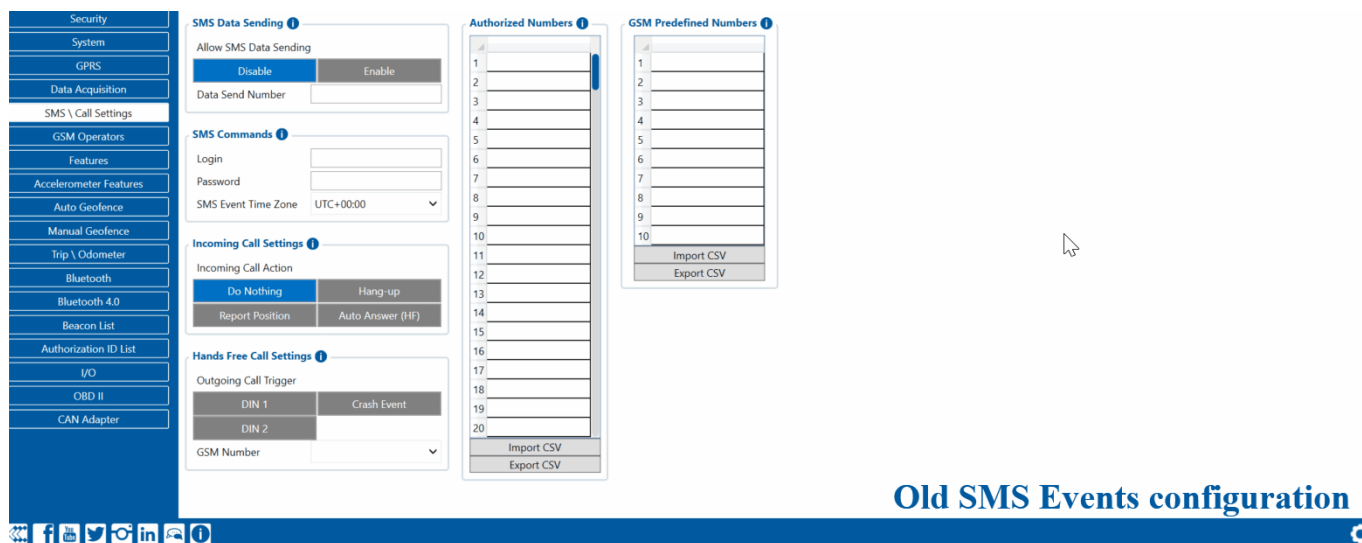 Security
System
GPRS
Data Acquisition
SMS \ Call Settings
GSM Operators
Features
Accelerometer Features
Auto Geofence
Manual Geofence
Trip \ Odometer
Bluetooth
Bluetooth 4.0
Beacon List
Authorization ID List
I/O
OBD II
CAN Adapter
SMS Data Sending
Allow SMS Data Sending
Disable Enable
Data Send Number
SMS Commands
Login
Password
SMS Event Time Zone UTC+00:00
Incoming Call Settings
Incoming Call Action
Do Nothing Hang-up
Report Position Auto Answer (HF)
Hands Free Call Settings
Outgoing Call Trigger
DIN 1 Crash Event
DIN 2
GSM Number
Authorized Numbers
1
2
3
4
5
6
7
8
9
10
11
12
13
14
15
16
17
18
19
20
Import CSV
Export CSV
GSM Predefined Numbers
1
2
3
4
5
6
7
8
9
10
Import CSV
Export CSV
Old SMS Events configuration
You
Tube
in